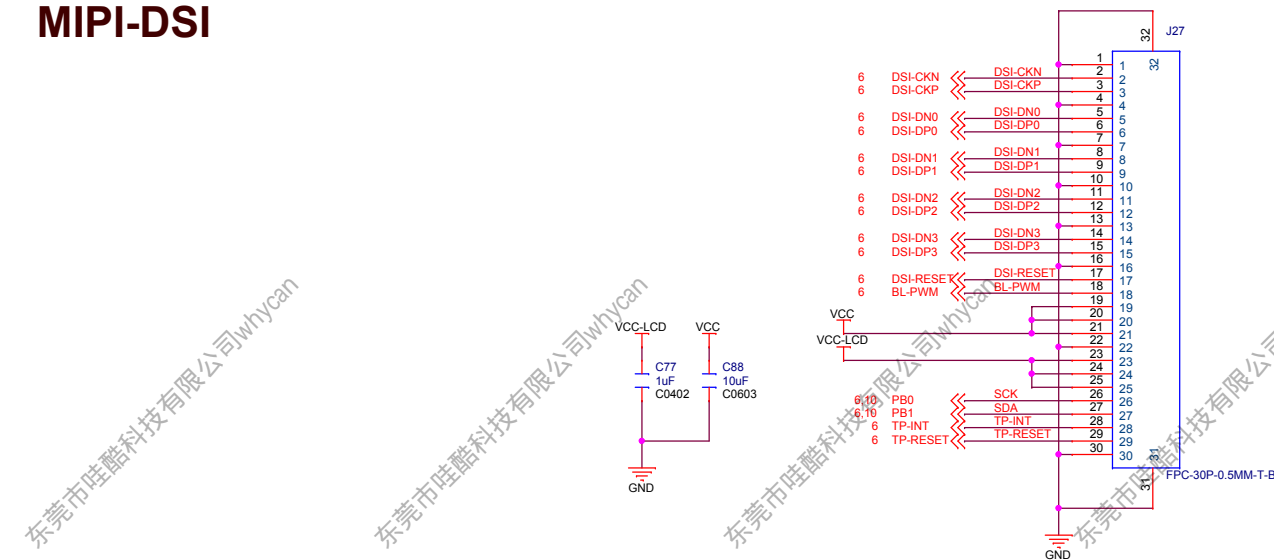 MIPI-DSI
32 J27
1 1 32
6 DSI-CKN DSI-CKN 2 2
6 DSI-CKP DSI-CKP 3 3
4 4
6 DSI-DN0 DSI-DN0 5 5
6 DSI-DP0 DSI-DP0 6 6
7 7
6 DSI-DN1 DSI-DN1 8 8
6 DSI-DP1 DSI-DP1 9 9
10 10
6 DSI-DN2 DSI-DN2 11 11
6 DSI-DP2 DSI-DP2 12 12
13 13
6 DSI-DN3 DSI-DN3 14 14
6 DSI-DP3 DSI-DP3 15 15
16 16
6 DSI-RESET DSI-RESET 17 17
6 BL-PWM BL-PWM 18 18
19 19
VCC 20 20
21 21
VCC-LCD 22 22
23 23
24 24
25 25
6,10 PB0 SCK 26 26
6,10 PB1 SDA 27 27
6 TP-INT TP-INT 28 28
6 TP-RESET TP-RESET 29 29
30 30
31 31
FPC-30P-0.5MM-T-B
GND
VCC-LCD VCC
C77 C88
1uF 10uF
C0402 C0603
GND
东莞市哇酷科技有限公司whycan
东莞市哇酷科技有限公司whycan
东莞市哇酷科技有限公司whycan
东莞市哇酷科技有限公司